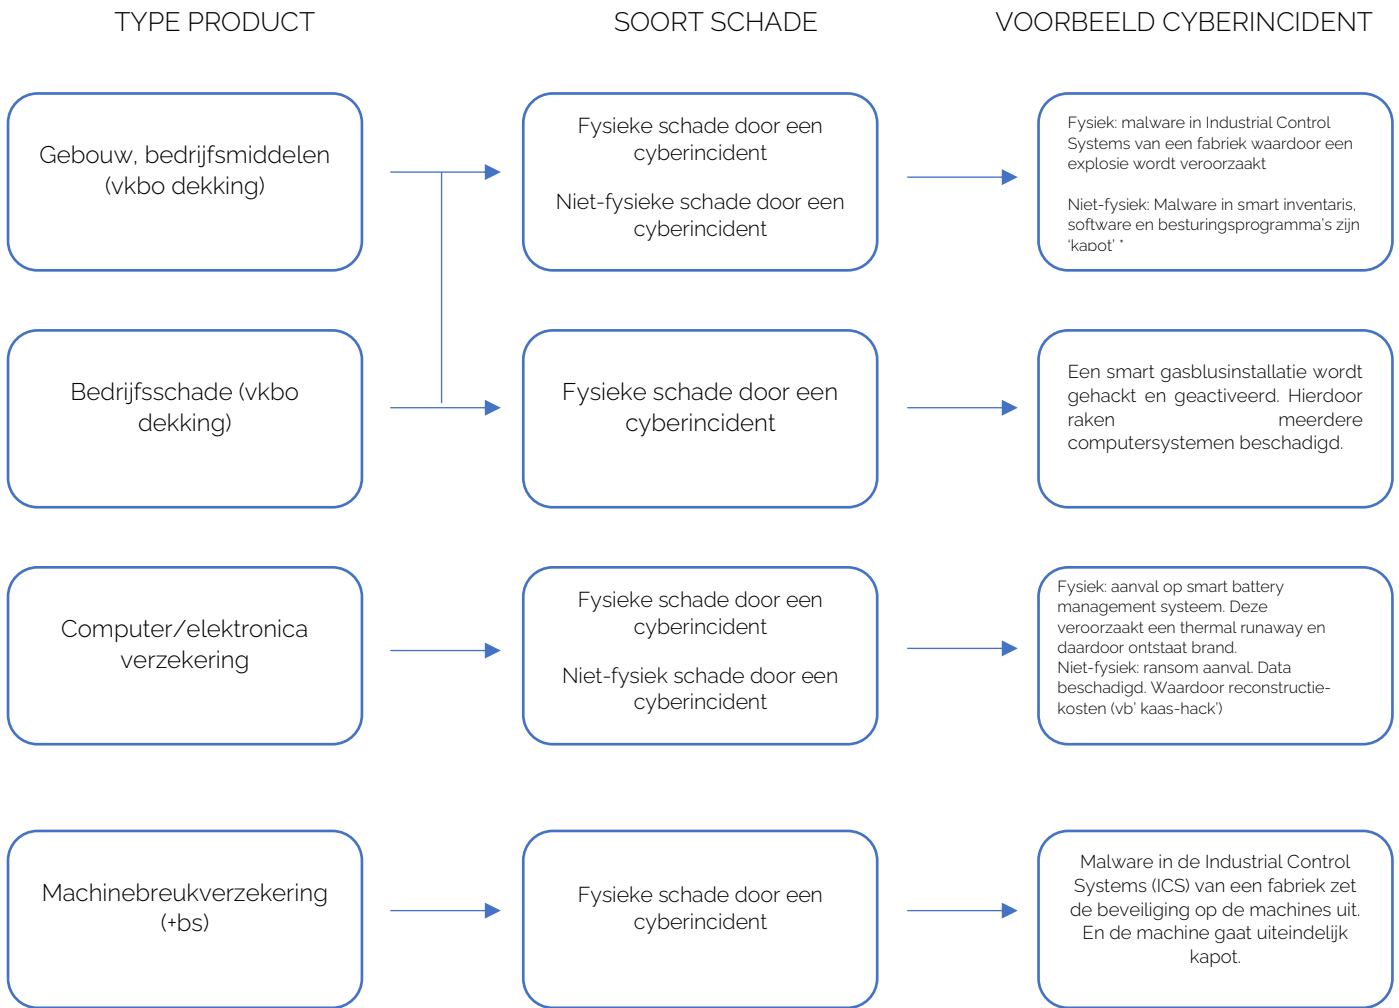 TYPE PRODUCT
SOORT SCHADE
VOORBEELD CYBERINCIDENT
Gebouw, bedrijfsmiddelen
(vkbo dekking)
Fysieke schade door een
cyberincident
Niet-fysieke schade door een
cyberincident
Fysiek: malware in Industrial Control
Systems van een fabriek waardoor een
explosie wordt veroorzaakt
Niet-fysiek: Malware in smart inventaris,
software en besturingsprogramma's zijn
'kapot' *
Bedrijfsschade (vkbo
dekking)
Fysieke schade door een
cyberincident
Een smart gasblusinstallatie wordt
gehackt en geactiveerd. Hierdoor
raken meerdere
computersystemen beschadigd.
Computer/elektronica
verzekering
Fysieke schade door een
cyberincident
Niet-fysiek schade door een
cyberincident
Fysiek: aanval op smart battery
management systeem. Deze
veroorzaakt een thermal runaway en
daardoor ontstaat brand.
Niet-fysiek: ransom aanval. Data
beschadigd. Waardoor reconstructie-
kosten (vb' kaas-hack')
Machinebreukverzekering
(+bs)
Fysieke schade door een
cyberincident
Malware in de Industrial Control
Systems (ICS) van een fabriek zet
de beveiliging op de machines uit.
En de machine gaat uiteindelijk
kapot.